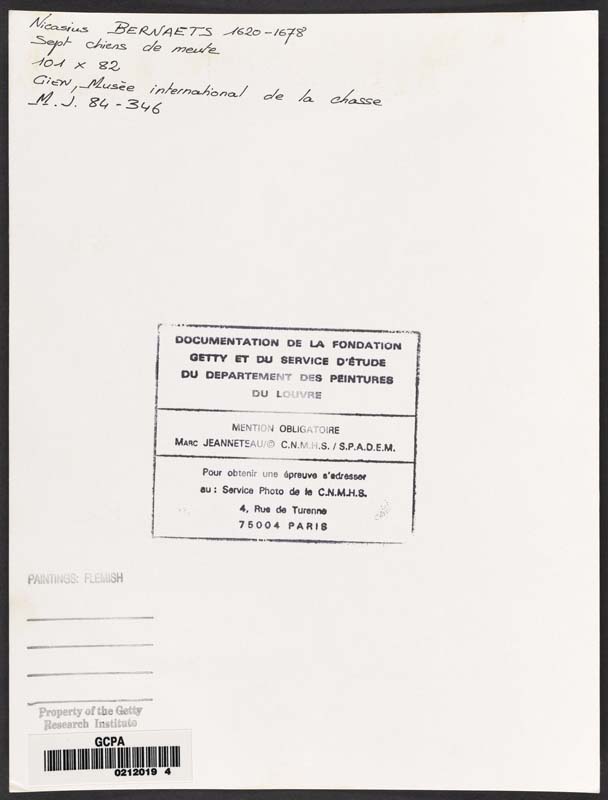 Nicasius BERNAETS 1620-1678
Sept chiens de meute
101 x 82
GIEN, Musée international de la chasse
M.J. 84-346
DOCUMENTATION DE LA FONDATION
GETTY ET DU SERVICE D'ÉTUDE
DU DEPARTEMENT DES PEINTURES
DU LOUVRE
MENTION OBLIGATOIRE
MARC JEANNETEAU/© C.N.M.H.S. / S.P.A.D.E.M.
Pour obtenir une épreuve s'adresser
au : Service Photo de le C.N.M.H.S.
4, Rue de Turenne
75004 PARIS
PAINTINGS: FLEMISH
Property of the Getty
Research Institute
GCPA
0212019 4